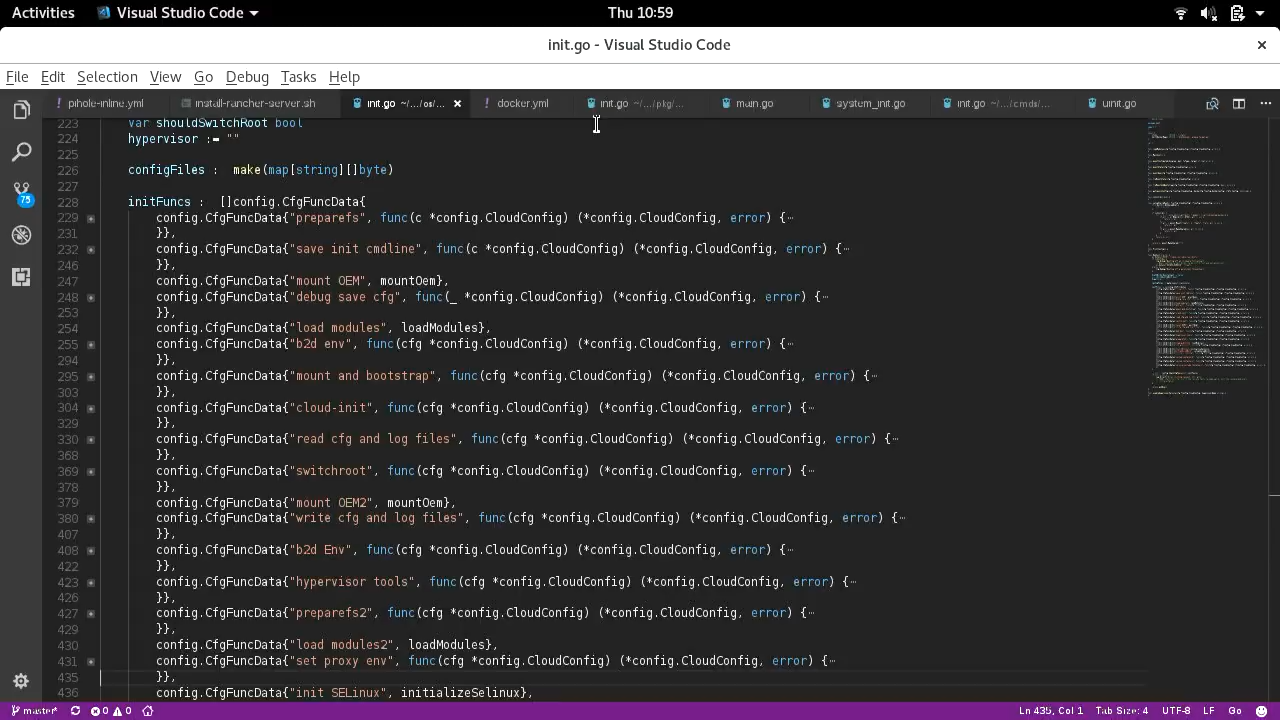 Activities Visual Studio Code Thu 10:59
init.go - Visual Studio Code
File Edit Selection View Go Debug Tasks Help
pihole-inline.yml install-rancher-server.sh init.go ~/.../os/... docker.yml init.go ~/.../pkg/... main.go system_init.go init.go ~/.../cmds/... uinit.go
223 var shouldSwitchRoot bool
224 hypervisor := ""
225
226 configFiles : make(map[string][]byte)
227
228 initFuncs : []config.CfgFuncData{
229 config.CfgFuncData{"preparefs", func(c *config.CloudConfig) (*config.CloudConfig, error) {…
231 }},
232 config.CfgFuncData{"save init cmdline", func(c *config.CloudConfig) (*config.CloudConfig, error) {…
246 }},
247 config.CfgFuncData{"mount OEM", mountOem},
248 config.CfgFuncData{"debug save cfg", func(cfg *config.CloudConfig) (*config.CloudConfig, error) {…
253 }},
254 config.CfgFuncData{"load modules", loadModules},
255 config.CfgFuncData{"b2d env", func(cfg *config.CloudConfig) (*config.CloudConfig, error) {…
294 }},
295 config.CfgFuncData{"mount and bootstrap", func(cfg *config.CloudConfig) (*config.CloudConfig, error) {…
303 }},
304 config.CfgFuncData{"cloud-init", func(cfg *config.CloudConfig) (*config.CloudConfig, error) {…
329 }},
330 config.CfgFuncData{"read cfg and log files", func(cfg *config.CloudConfig) (*config.CloudConfig, error) {…
368 }},
369 config.CfgFuncData{"switchroot", func(cfg *config.CloudConfig) (*config.CloudConfig, error) {…
378 }},
379 config.CfgFuncData{"mount OEM2", mountOem},
380 config.CfgFuncData{"write cfg and log files", func(cfg *config.CloudConfig) (*config.CloudConfig, error) {…
407 }},
408 config.CfgFuncData{"b2d Env", func(cfg *config.CloudConfig) (*config.CloudConfig, error) {…
422 }},
423 config.CfgFuncData{"hypervisor tools", func(cfg *config.CloudConfig) (*config.CloudConfig, error) {…
426 }},
427 config.CfgFuncData{"preparefs2", func(cfg *config.CloudConfig) (*config.CloudConfig, error) {…
429 }},
430 config.CfgFuncData{"load modules2", loadModules},
431 config.CfgFuncData{"set proxy env", func(cfg *config.CloudConfig) (*config.CloudConfig, error) {…
435 }},
436 config.CfgFuncData{"init SELinux", initializeSelinux},
75
master* 0 0 Ln 435, Col 1 Tab Size: 4 UTF-8 LF Go